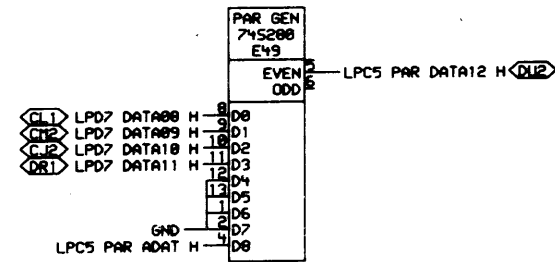 PAR GEN
74S280
E49
EVEN 5 LPC5 PAR DATA12 H DU2
ODD 6
CL1 LPD7 DATA08 H 8 D0
CM2 LPD7 DATA09 H 9 D1
CJ2 LPD7 DATA10 H 10 D2
DR1 LPD7 DATA11 H 11 D3
12 D4
13 D5
1 D6
GND 2 D7
LPC5 PAR ADAT H 4 D8